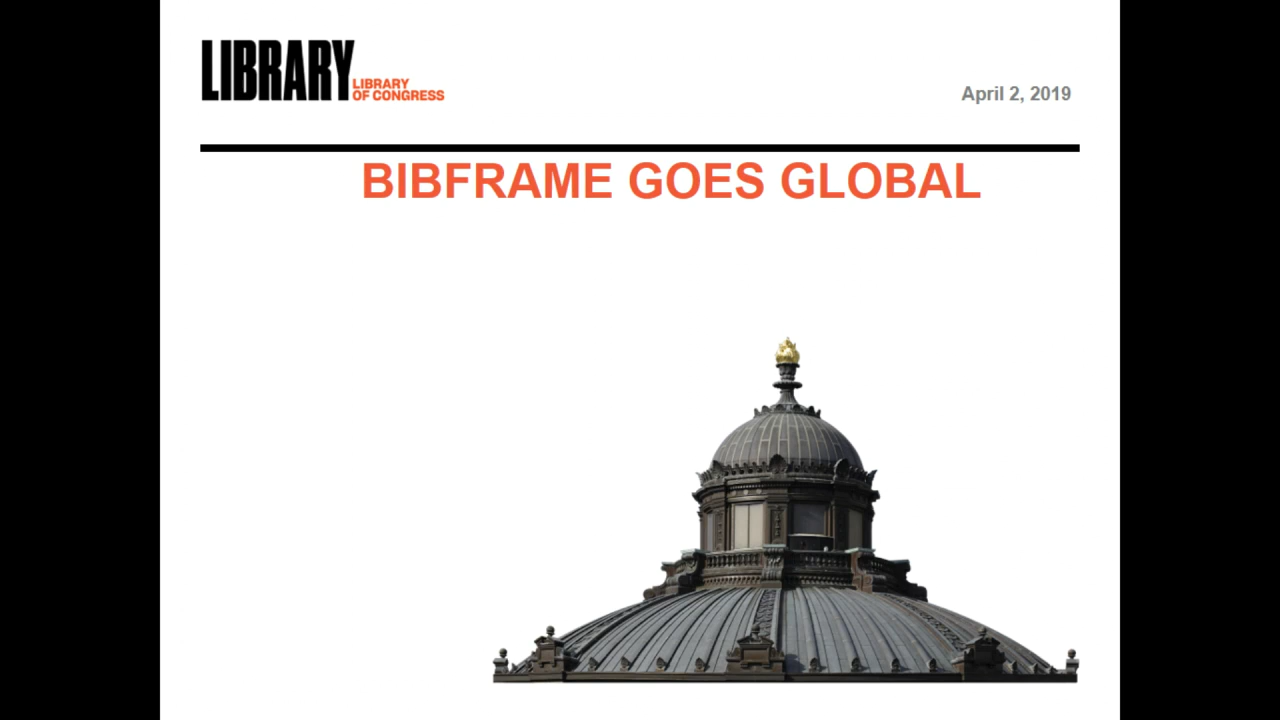 LIBRARY
LIBRARY
OF CONGRESS
April 2, 2019
BIBFRAME GOES GLOBAL